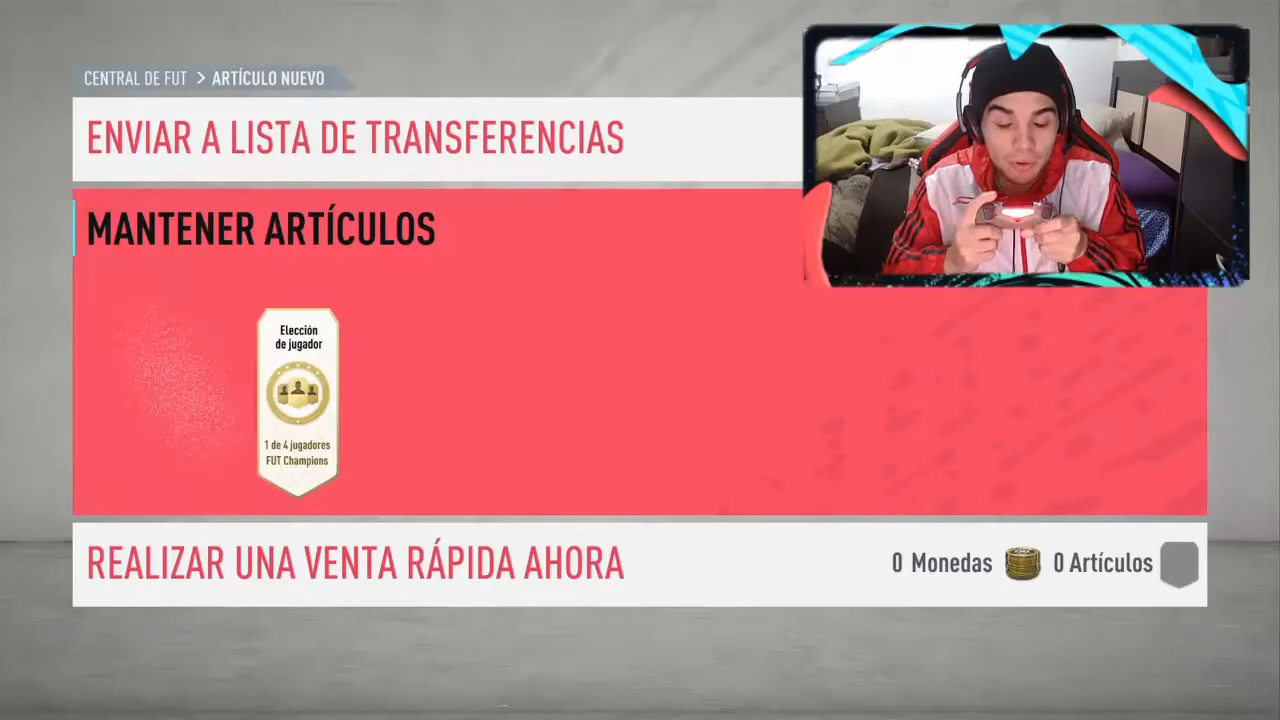 CENTRAL DE FUT > ARTÍCULO NUEVO
ENVIAR A LISTA DE TRANSFERENCIAS
MANTENER ARTÍCULOS
Elección
de jugador
1 de 4 jugadores
FUT Champions
REALIZAR UNA VENTA RÁPIDA AHORA
0 Monedas 0 Artículos